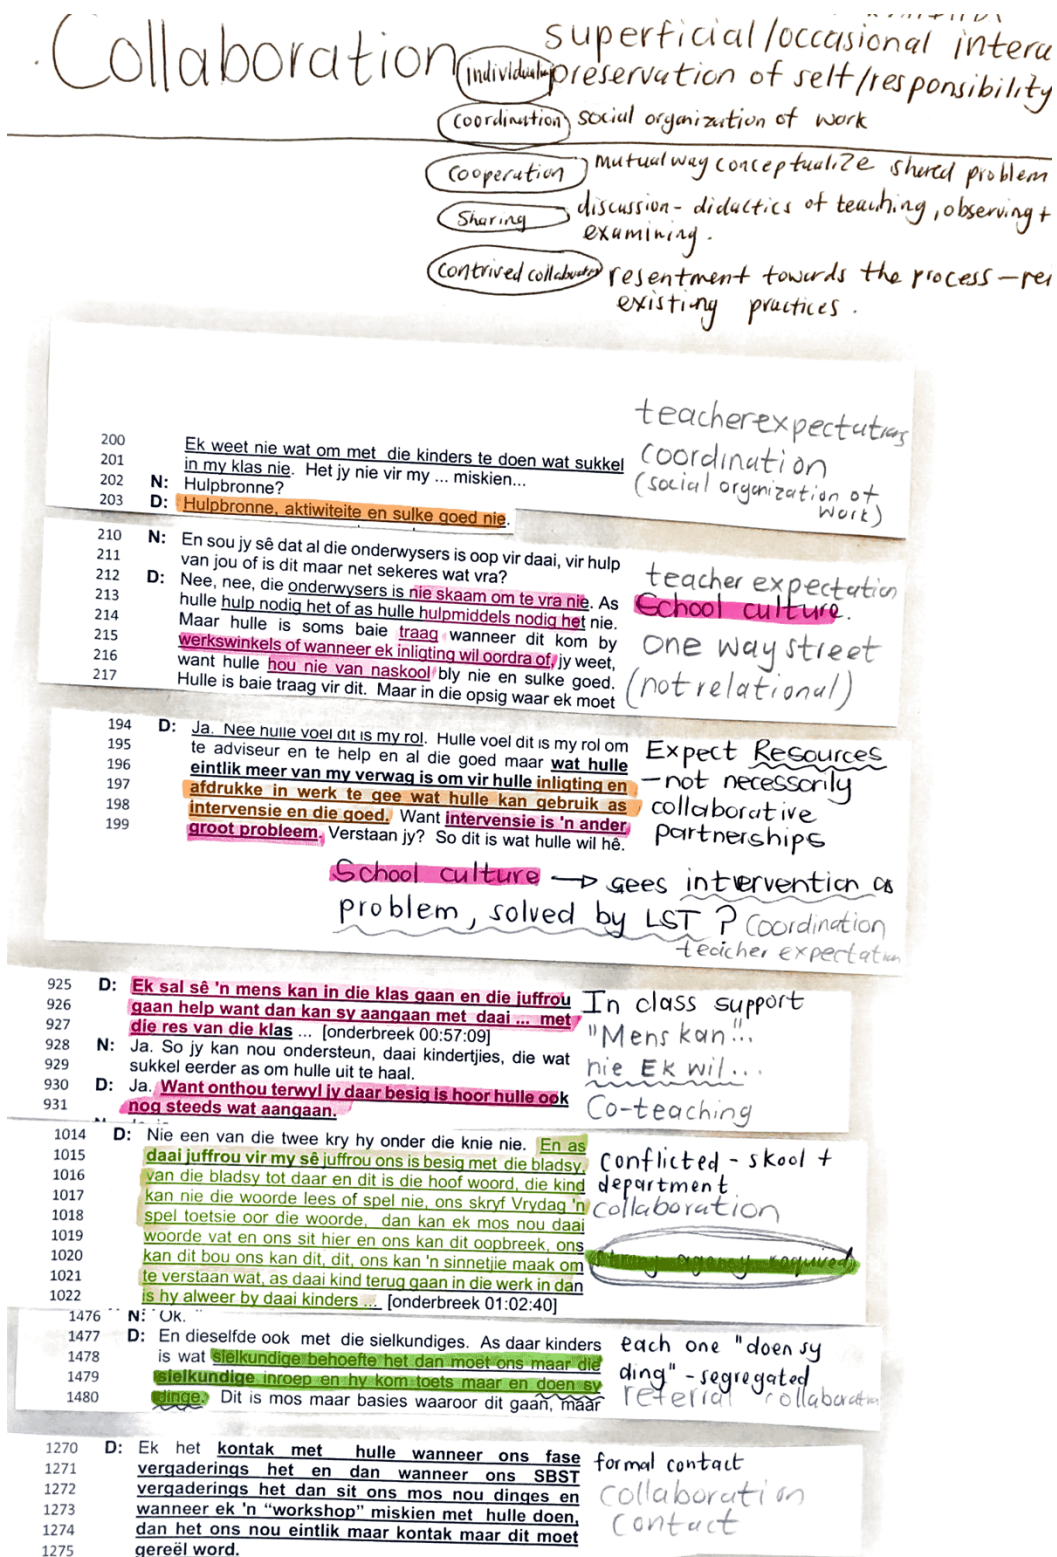 Collaboration
superficial/occasional intera
individual preservation of self/responsibility
coordination social organization of work
cooperation mutual way conceptualize shared problem
Sharing discussion - didactics of teaching, observing +
examining.
contrived collaboration resentment towards the process - rei
existing practices.
teacher expectations
200 Ek weet nie wat om met die kinders te doen wat sukkel
coordination
201 in my klas nie. Het jy nie vir my ... miskien...
(social organization of
work)
202 N: Hulpbronne?
203 D: Hulpbronne, aktiwiteite en sulke goed nie.
210 N: En sou jy sê dat al die onderwysers is oop vir daai, vir hulp
211 van jou of is dit maar net sekeres wat vra?
212 D: Nee, nee, die onderwysers is nie skaam om te vra nie. As
213 hulle hulp nodig het of as hulle hulpmiddels nodig het nie.
214 Maar hulle is soms baie traag wanneer dit kom by
215 werkswinkels of wanneer ek inligting wil oordra of, jy weet,
216 want hulle hou nie van naskool bly nie en sulke goed.
217 Hulle is baie traag vir dit. Maar in die opsig waar ek moet
teacher expectation
School culture.
one way street
(not relational)
194 D: Ja. Nee hulle voel dit is my rol. Hulle voel dit is my rol om
195 te adviseur en te help en al die goed maar wat hulle
196 eintlik meer van my verwag is om vir hulle inligting en
197 afdrukke in werk te gee wat hulle kan gebruik as
198 intervensie en die goed. Want intervensie is 'n ander
199 groot probleem. Verstaan jy? So dit is wat hulle wil hê.
Expect Resources
- not necessarily
collaborative
partnerships
School culture → sees intervention as
problem, solved by LST ? coordination
teacher expectation
925 D: Ek sal sê 'n mens kan in die klas gaan en die juffrou
926 gaan help want dan kan sy aangaan met daai ... met
927 die res van die klas ... [onderbreek 00:57:09]
928 N: Ja. So jy kan nou ondersteun, daai kindertjies, die wat
929 sukkel eerder as om hulle uit te haal.
930 D: Ja. Want onthou terwyl jy daar besig is hoor hulle ook
931 nog steeds wat aangaan.
In class support
"Mens kan"...
nie Ek wil...
Co-teaching
1014 D: Nie een van die twee kry hy onder die knie nie. En as
1015 daai juffrou vir my sê juffrou ons is besig met die bladsy,
1016 van die bladsy tot daar en dit is die hoof woord, die kind
1017 kan nie die woorde lees of spel nie, ons skryf Vrydag 'n
1018 spel toetsie oor die woorde, dan kan ek mos nou daai
1019 woorde vat en ons sit hier en ons kan dit oopbreek, ons
1020 kan dit bou ons kan dit, dit, ons kan 'n sinnetjie maak om
1021 te verstaan wat, as daai kind terug gaan in die werk in dan
1022 is hy alweer by daai kinders ... [onderbreek 01:02:40]
conflicted - skool +
department
collaboration
agency required
1476 N: Ok.
1477 D: En dieselfde ook met die sielkundiges. As daar kinders
1478 is wat sielkundige behoefte het dan moet ons maar die
1479 sielkundige inroep en hy kom toets maar en doen sy
1480 dinge. Dit is mos maar basies waaroor dit gaan, maar
each one "doen sy
ding" - segregated
referral collaboration
1270 D: Ek het kontak met hulle wanneer ons fase
1271 vergaderings het en dan wanneer ons SBST
1272 vergaderings het dan sit ons mos nou dinges en
1273 wanneer ek 'n "workshop" miskien met hulle doen,
1274 dan het ons nou eintlik maar kontak maar dit moet
1275 gereël word.
formal contact
collaboration
contact